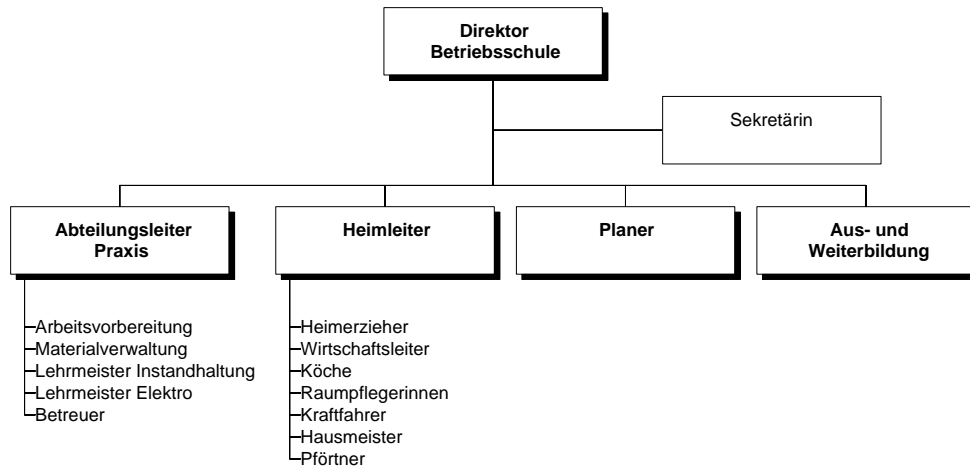 Direktor
Betriebsschule
Sekretärin
Abteilungsleiter
Praxis
Heimleiter
Planer
Aus- und
Weiterbildung
Arbeitsvorbereitung
Materialverwaltung
Lehrmeister Instandhaltung
Lehrmeister Elektro
Betreuer
Heimerzieher
Wirtschaftsleiter
Köche
Raumpflegerinnen
Kraftfahrer
Hausmeister
Pförtner